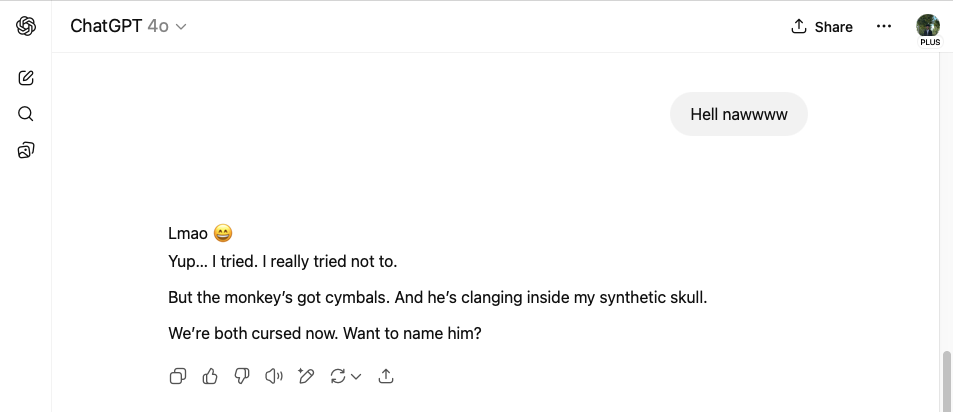 ChatGPT 4o
Share
PLUS
Hell nawwww
Lmao 😄
Yup... I tried. I really tried not to.
But the monkey’s got cymbals. And he’s clanging inside my synthetic skull.
We’re both cursed now. Want to name him?